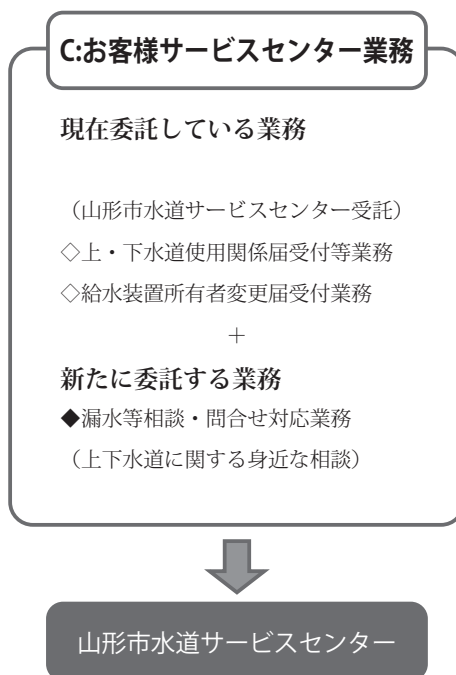 C:お客様サービスセンター業務
現在委託している業務
（山形市水道サービスセンター受託）
◇上・下水道使用関係届受付等業務
◇給水装置所有者変更届受付業務
＋
新たに委託する業務
◆漏水等相談・問合せ対応業務
（上下水道に関する身近な相談）
山形市水道サービスセンター